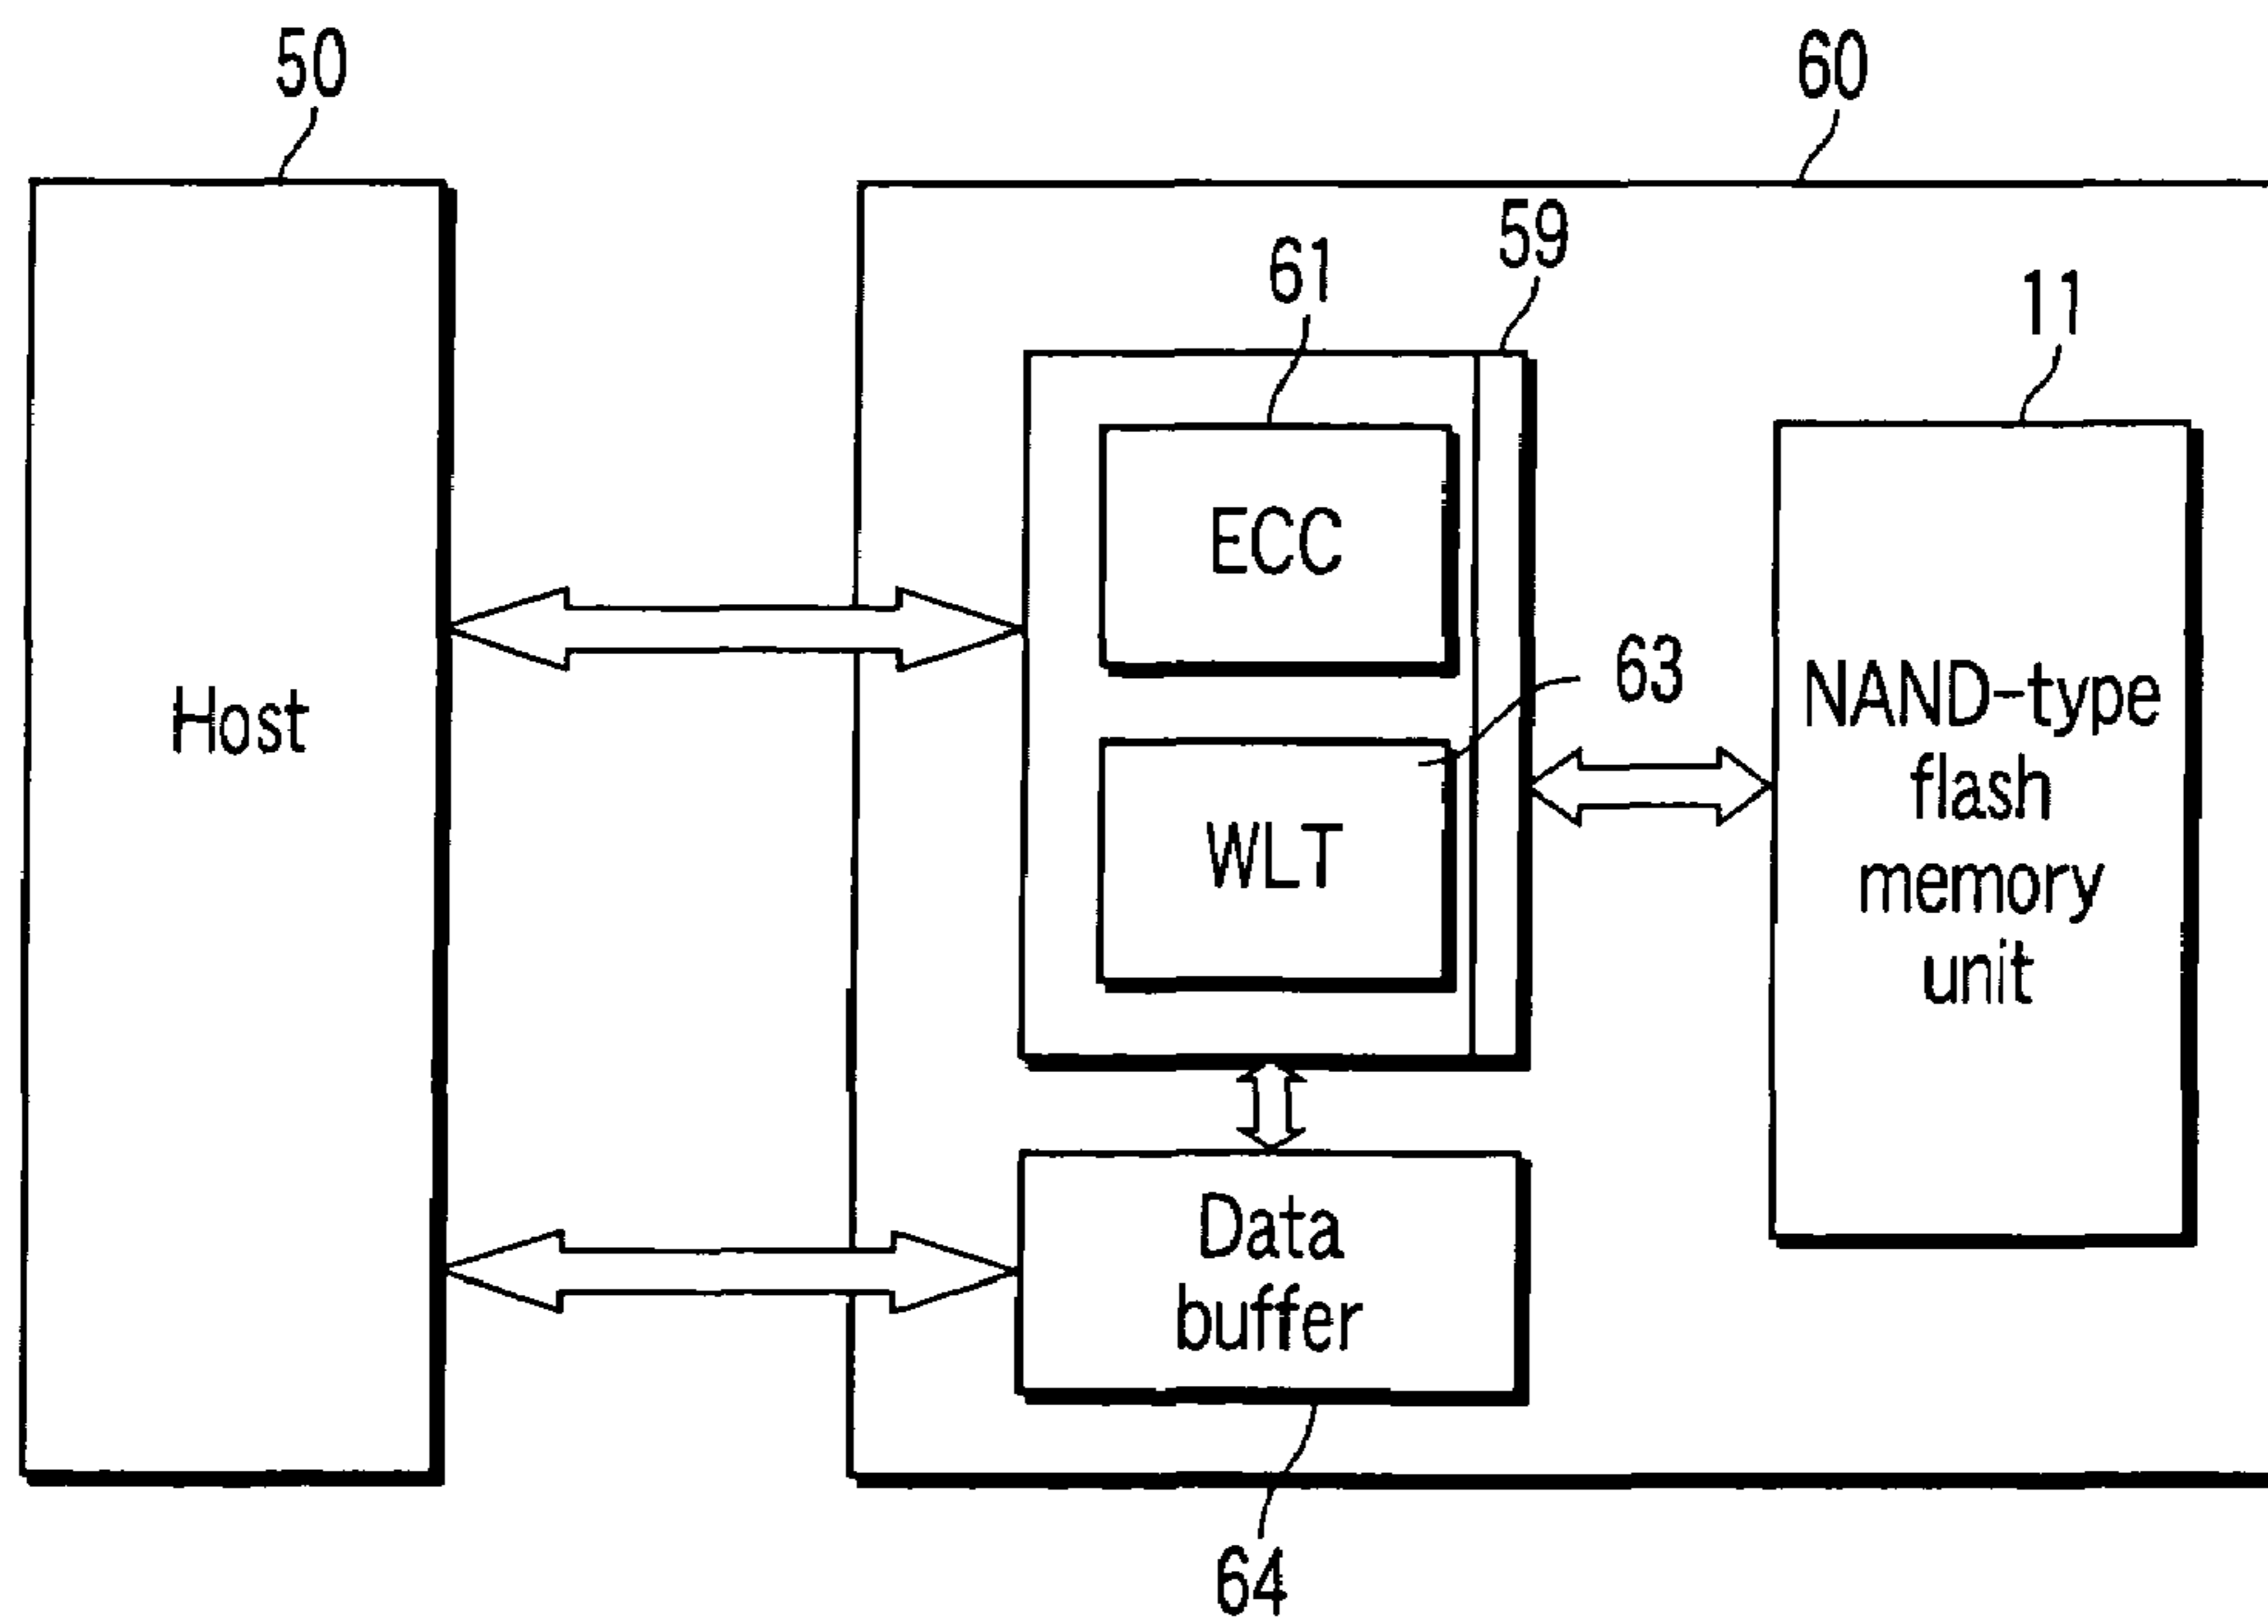 50
60
59
61
11
ECC
63
Host
NAND-type
flash
memory
unit
WLT
Data
buffer
64